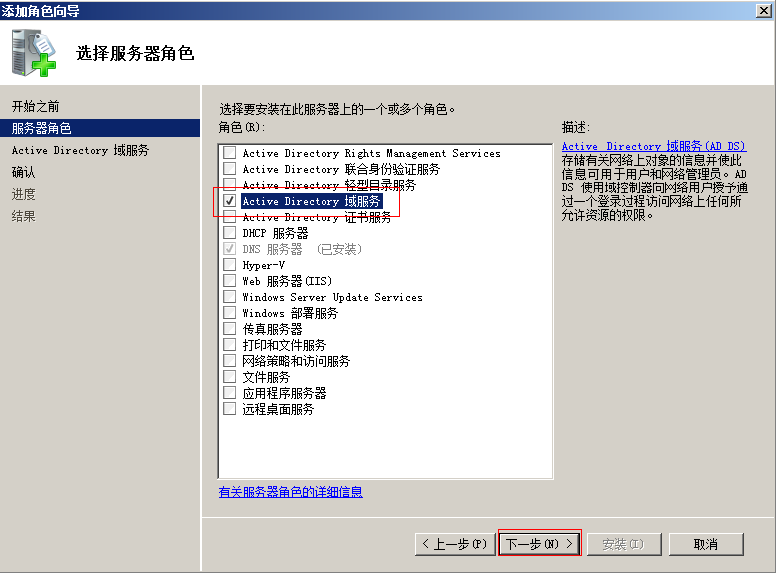 添加角色向导
选择服务器角色
开始之前
服务器角色
Active Directory 域服务
确认
进度
结果
选择要安装在此服务器上的一个或多个角色。
角色(R):
Active Directory Rights Management Services
Active Directory 联合身份验证服务
Active Directory 轻型目录服务
Active Directory 域服务
Active Directory 证书服务
DHCP 服务器
DNS 服务器 (已安装)
Hyper-V
Web 服务器(IIS)
Windows Server Update Services
Windows 部署服务
传真服务器
打印和文件服务
网络策略和访问服务
文件服务
应用程序服务器
远程桌面服务
有关服务器角色的详细信息
描述:
Active Directory 域服务(AD DS)
存储有关网络上对象的信息并使此
信息可用于用户和网络管理员。AD
DS 使用域控制器向网络用户授予通
过一个登录过程访问网络上任何所
允许资源的权限。
< 上一步(P)
下一步(N) >
安装(I)
取消